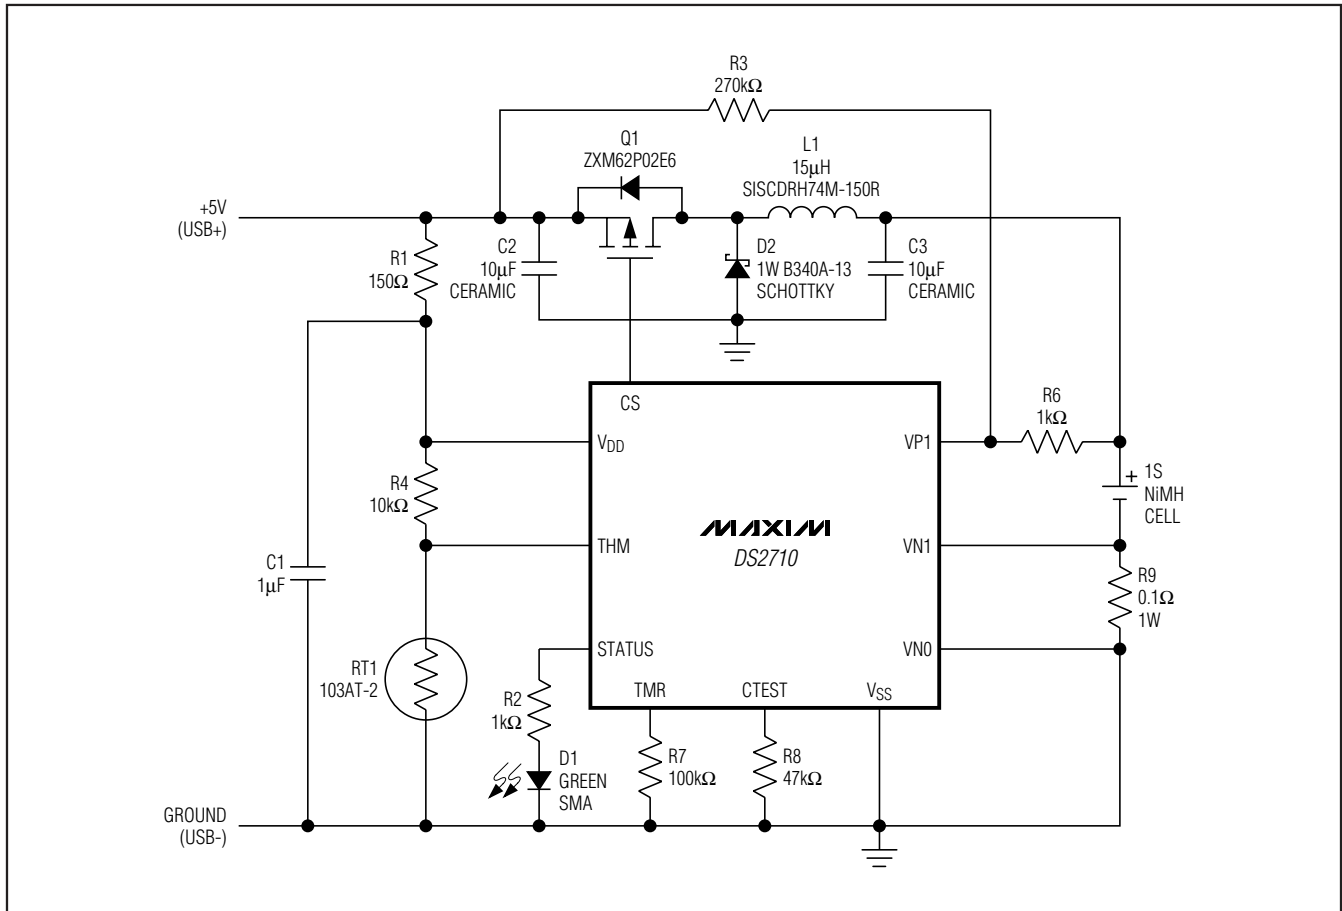 R3
270kΩ
Q1
ZXM62P02E6
L1
15µH
SISCDRH74M-150R
+5V
(USB+)
R1
150Ω
C2
10µF
CERAMIC
D2
1W B340A-13
SCHOTTKY
C3
10µF
CERAMIC
CS
R6
1kΩ
VDD
VP1
R4
10kΩ
+
1S
NiMH
CELL
MAXIM
DS2710
THM
VN1
C1
1µF
R9
0.1Ω
1W
STATUS
VN0
RT1
103AT-2
TMR
CTEST
VSS
R2
1kΩ
R7
100kΩ
R8
47kΩ
D1
GREEN
SMA
GROUND
(USB-)